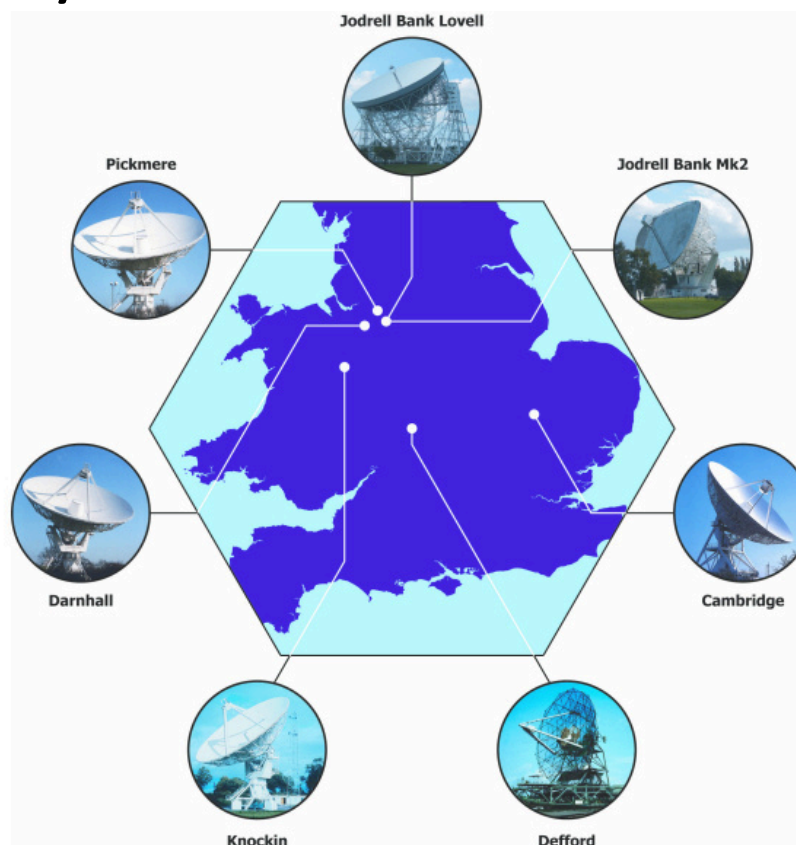 Jodrell Bank Lovell
Pickmere
Jodrell Bank Mk2
Darnhall
Cambridge
Knockin
Defford